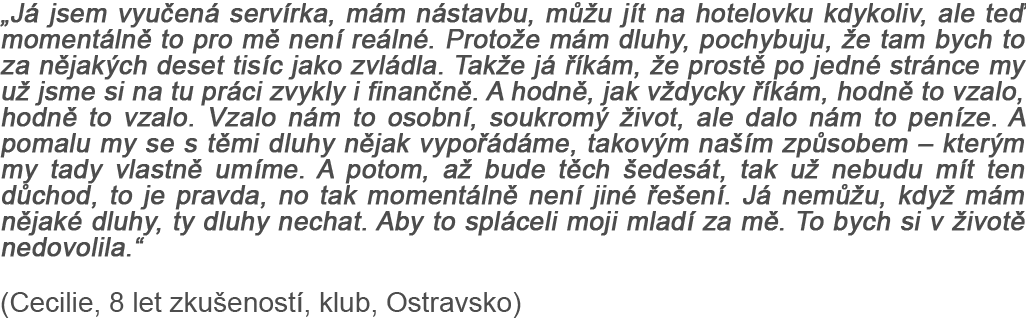 „Já jsem vyučená servírka, mám nástavbu, můžu jít na hotelovku kdykoliv, ale teď
momentálně to pro mě není reálné. Protože mám dluhy, pochybuju, že tam bych to
za nějakých deset tisíc jako zvládla. Takže já říkám, že prostě po jedné stránce my
už jsme si na tu práci zvykly i finančně. A hodně, jak vždycky říkám, hodně to vzalo,
hodně to vzalo. Vzalo nám to osobní, soukromý život, ale dalo nám to peníze. A
pomalu my se s těmi dluhy nějak vypořádáme, takovým naším způsobem – kterým
my tady vlastně umíme. A potom, až bude těch šedesát, tak už nebudu mít ten
důchod, to je pravda, no tak momentálně není jiné řešení. Já nemůžu, když mám
nějaké dluhy, ty dluhy nechat. Aby to spláceli moji mladí za mě. To bych si v životě
nedovolila.“
(Cecilie, 8 let zkušeností, klub, Ostravsko)